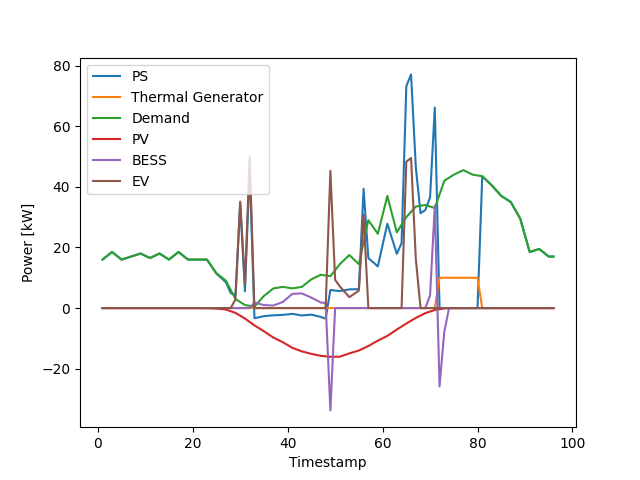 80
60
40
20
0
−20
Power [kW]
PS
Thermal Generator
Demand
PV
BESS
EV
0 20 40 60 80 100
Timestamp